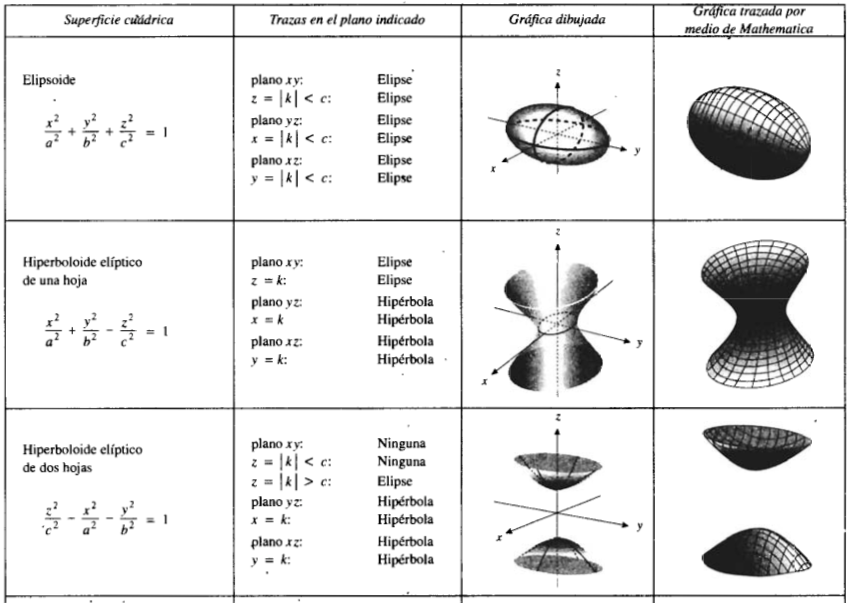 Superficie cuádrica
Trazas en el plano indicado
Gráfica dibujada
Gráfica trazada por
medio de Mathematica
Elipsoide
x²/a² + y²/b² + z²/c² = 1
plano xy: Elipse
z = |k| < c: Elipse
plano yz: Elipse
x = |k| < c: Elipse
plano xz: Elipse
y = |k| < c: Elipse
z
y
x
Hiperboloide elíptico
de una hoja
x²/a² + y²/b² - z²/c² = 1
plano xy: Elipse
z = k: Elipse
plano yz: Hipérbola
x = k Hipérbola
plano xz: Hipérbola
y = k: Hipérbola
z
y
x
Hiperboloide elíptico
de dos hojas
z²/c² - x²/a² - y²/b² = 1
plano xy: Ninguna
z = |k| < c: Ninguna
z = |k| > c: Elipse
plano yz: Hipérbola
x = k: Hipérbola
plano xz: Hipérbola
y = k: Hipérbola
z
y
x